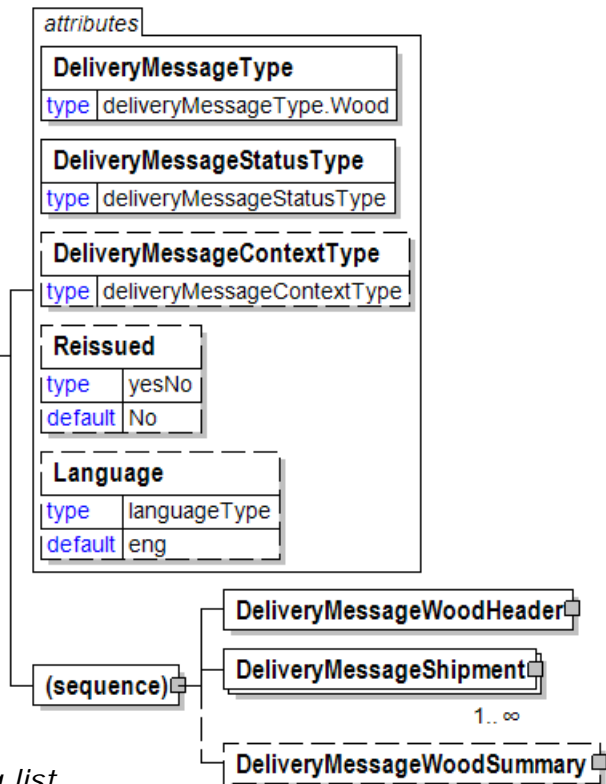 attributes
DeliveryMessageType
type deliveryMessageType.Wood
DeliveryMessageStatusType
type deliveryMessageStatusType
DeliveryMessageContextType
type deliveryMessageContextType
Reissued
type yesNo
default No
Language
type languageType
default eng
DeliveryMessageWoodHeader
(sequence)
DeliveryMessageShipment
1..∞
list
DeliveryMessageWoodSummary